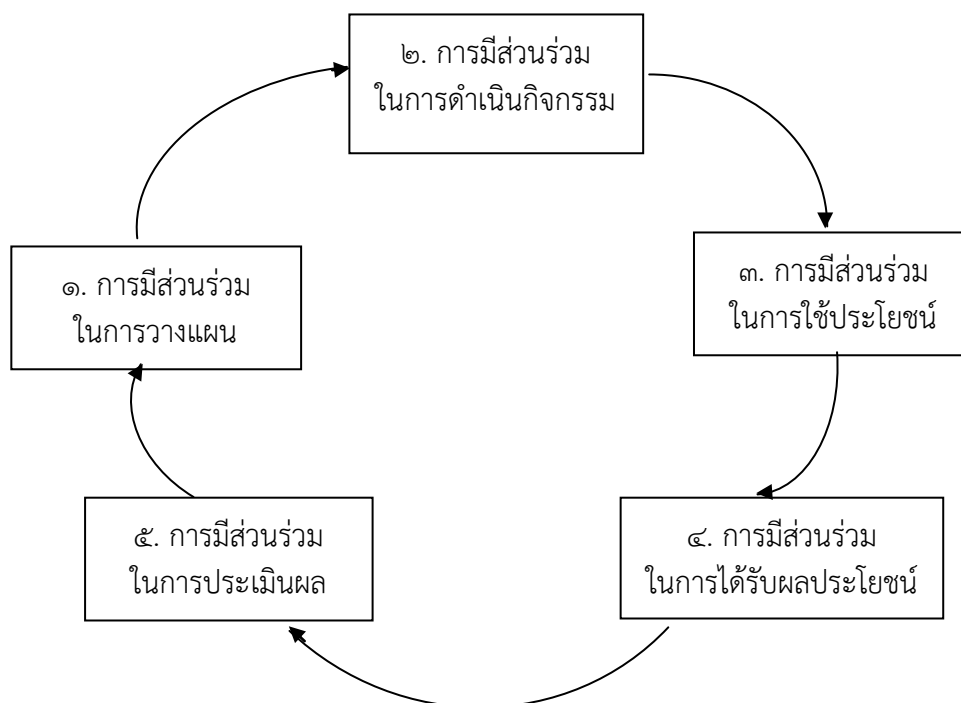 ๒. การมีส่วนร่วม
ในการดำเนินกิจกรรม
๑. การมีส่วนร่วม
ในการวางแผน
๓. การมีส่วนร่วม
ในการใช้ประโยชน์
๕. การมีส่วนร่วม
ในการประเมินผล
๔. การมีส่วนร่วม
ในการได้รับผลประโยชน์